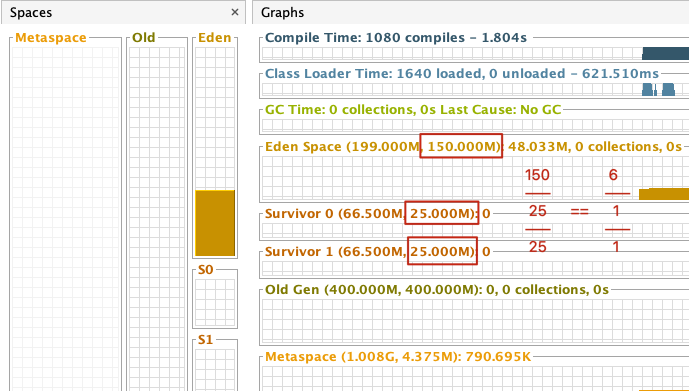 Spaces × Graphs
Metaspace Old Eden
S0
S1
Compile Time: 1080 compiles – 1.804s
Class Loader Time: 1640 loaded, 0 unloaded – 621.510ms
GC Time: 0 collections, 0s Last Cause: No GC
Eden Space (199.000M, 150.000M): 48.033M, 0 collections, 0s
150 6
Survivor 0 (66.500M, 25.000M): 0
25 == 1
Survivor 1 (66.500M, 25.000M): 0
25 1
Old Gen (400.000M, 400.000M): 0, 0 collections, 0s
Metaspace (1.008G, 4.375M): 790.695K